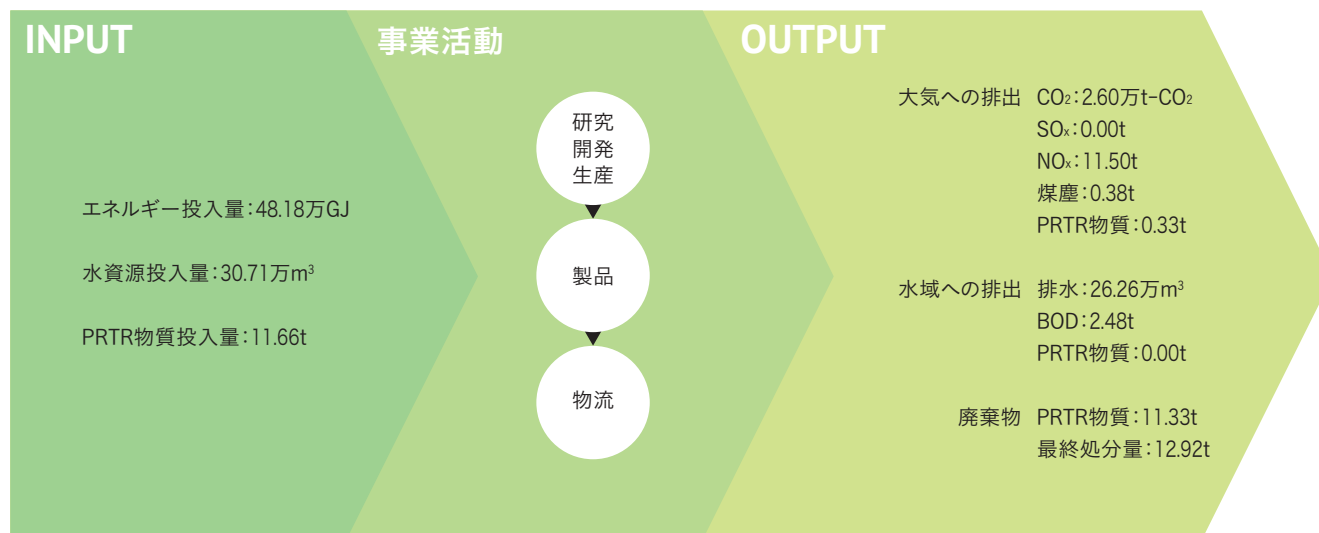 INPUT
エネルギー投入量:48.18万GJ
水資源投入量:30.71万m³
PRTR物質投入量:11.66t
事業活動
研究
開発
生産
製品
物流
OUTPUT
大気への排出 CO₂:2.60万t-CO₂
SOₓ:0.00t
NOₓ:11.50t
煤塵:0.38t
PRTR物質:0.33t
水域への排出 排水:26.26万m³
BOD:2.48t
PRTR物質:0.00t
廃棄物 PRTR物質:11.33t
最終処分量:12.92t